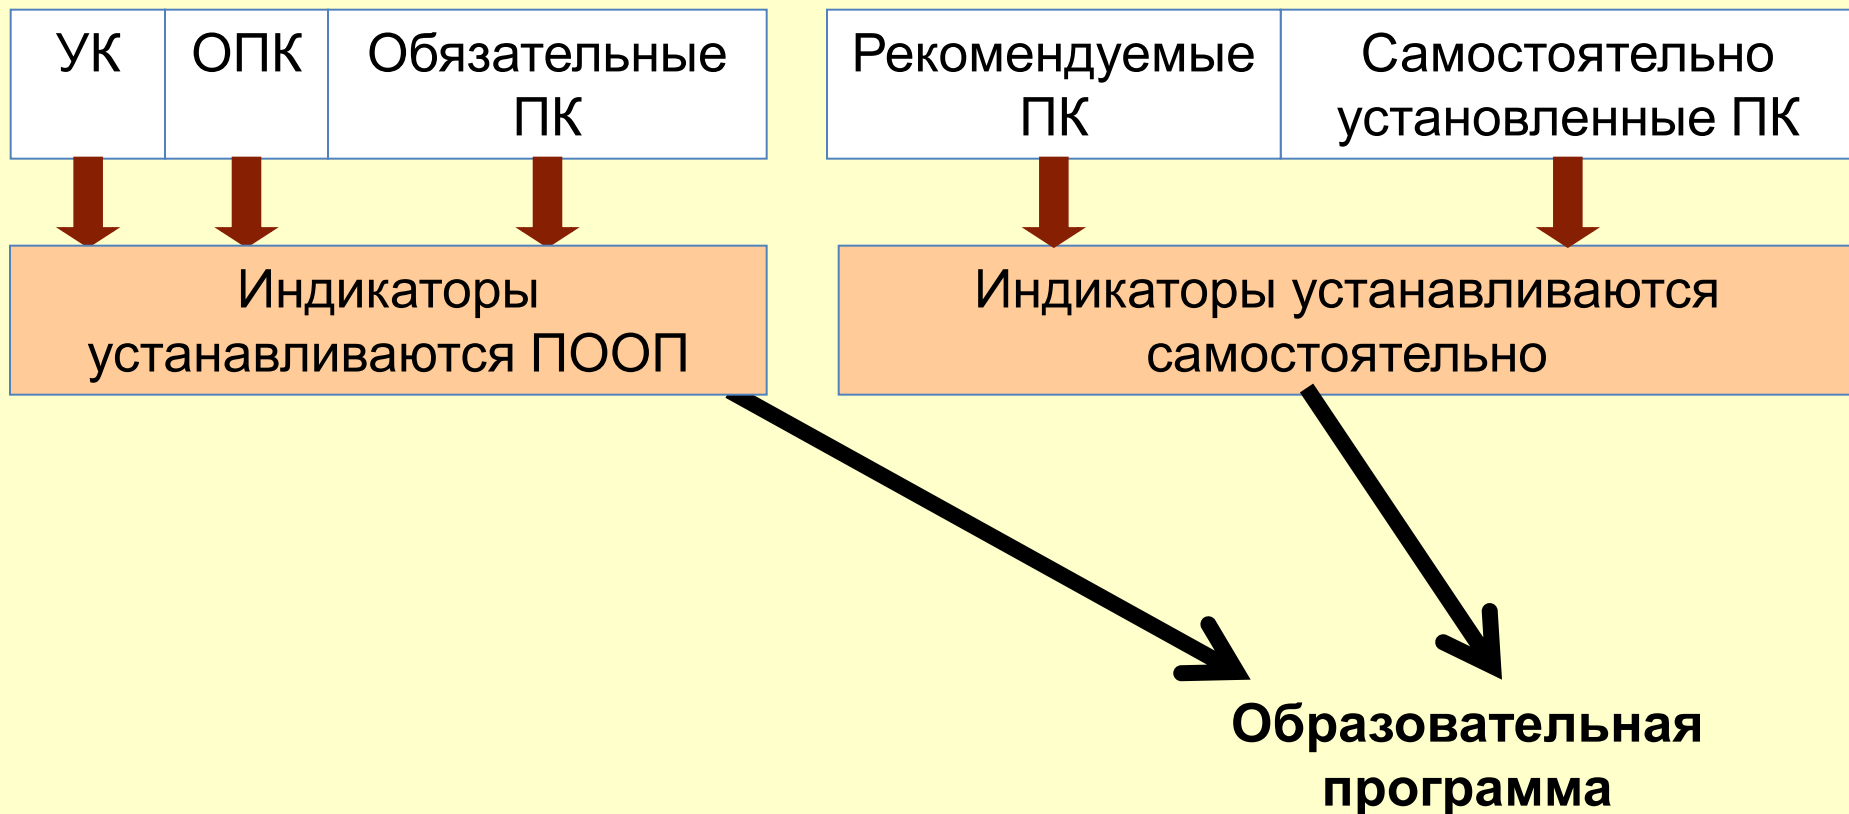 УК
ОПК
Обязательные
ПК
Рекомендуемые
ПК
Самостоятельно
установленные ПК
Индикаторы
устанавливаются ПООП
Индикаторы устанавливаются
самостоятельно
Образовательная
программа